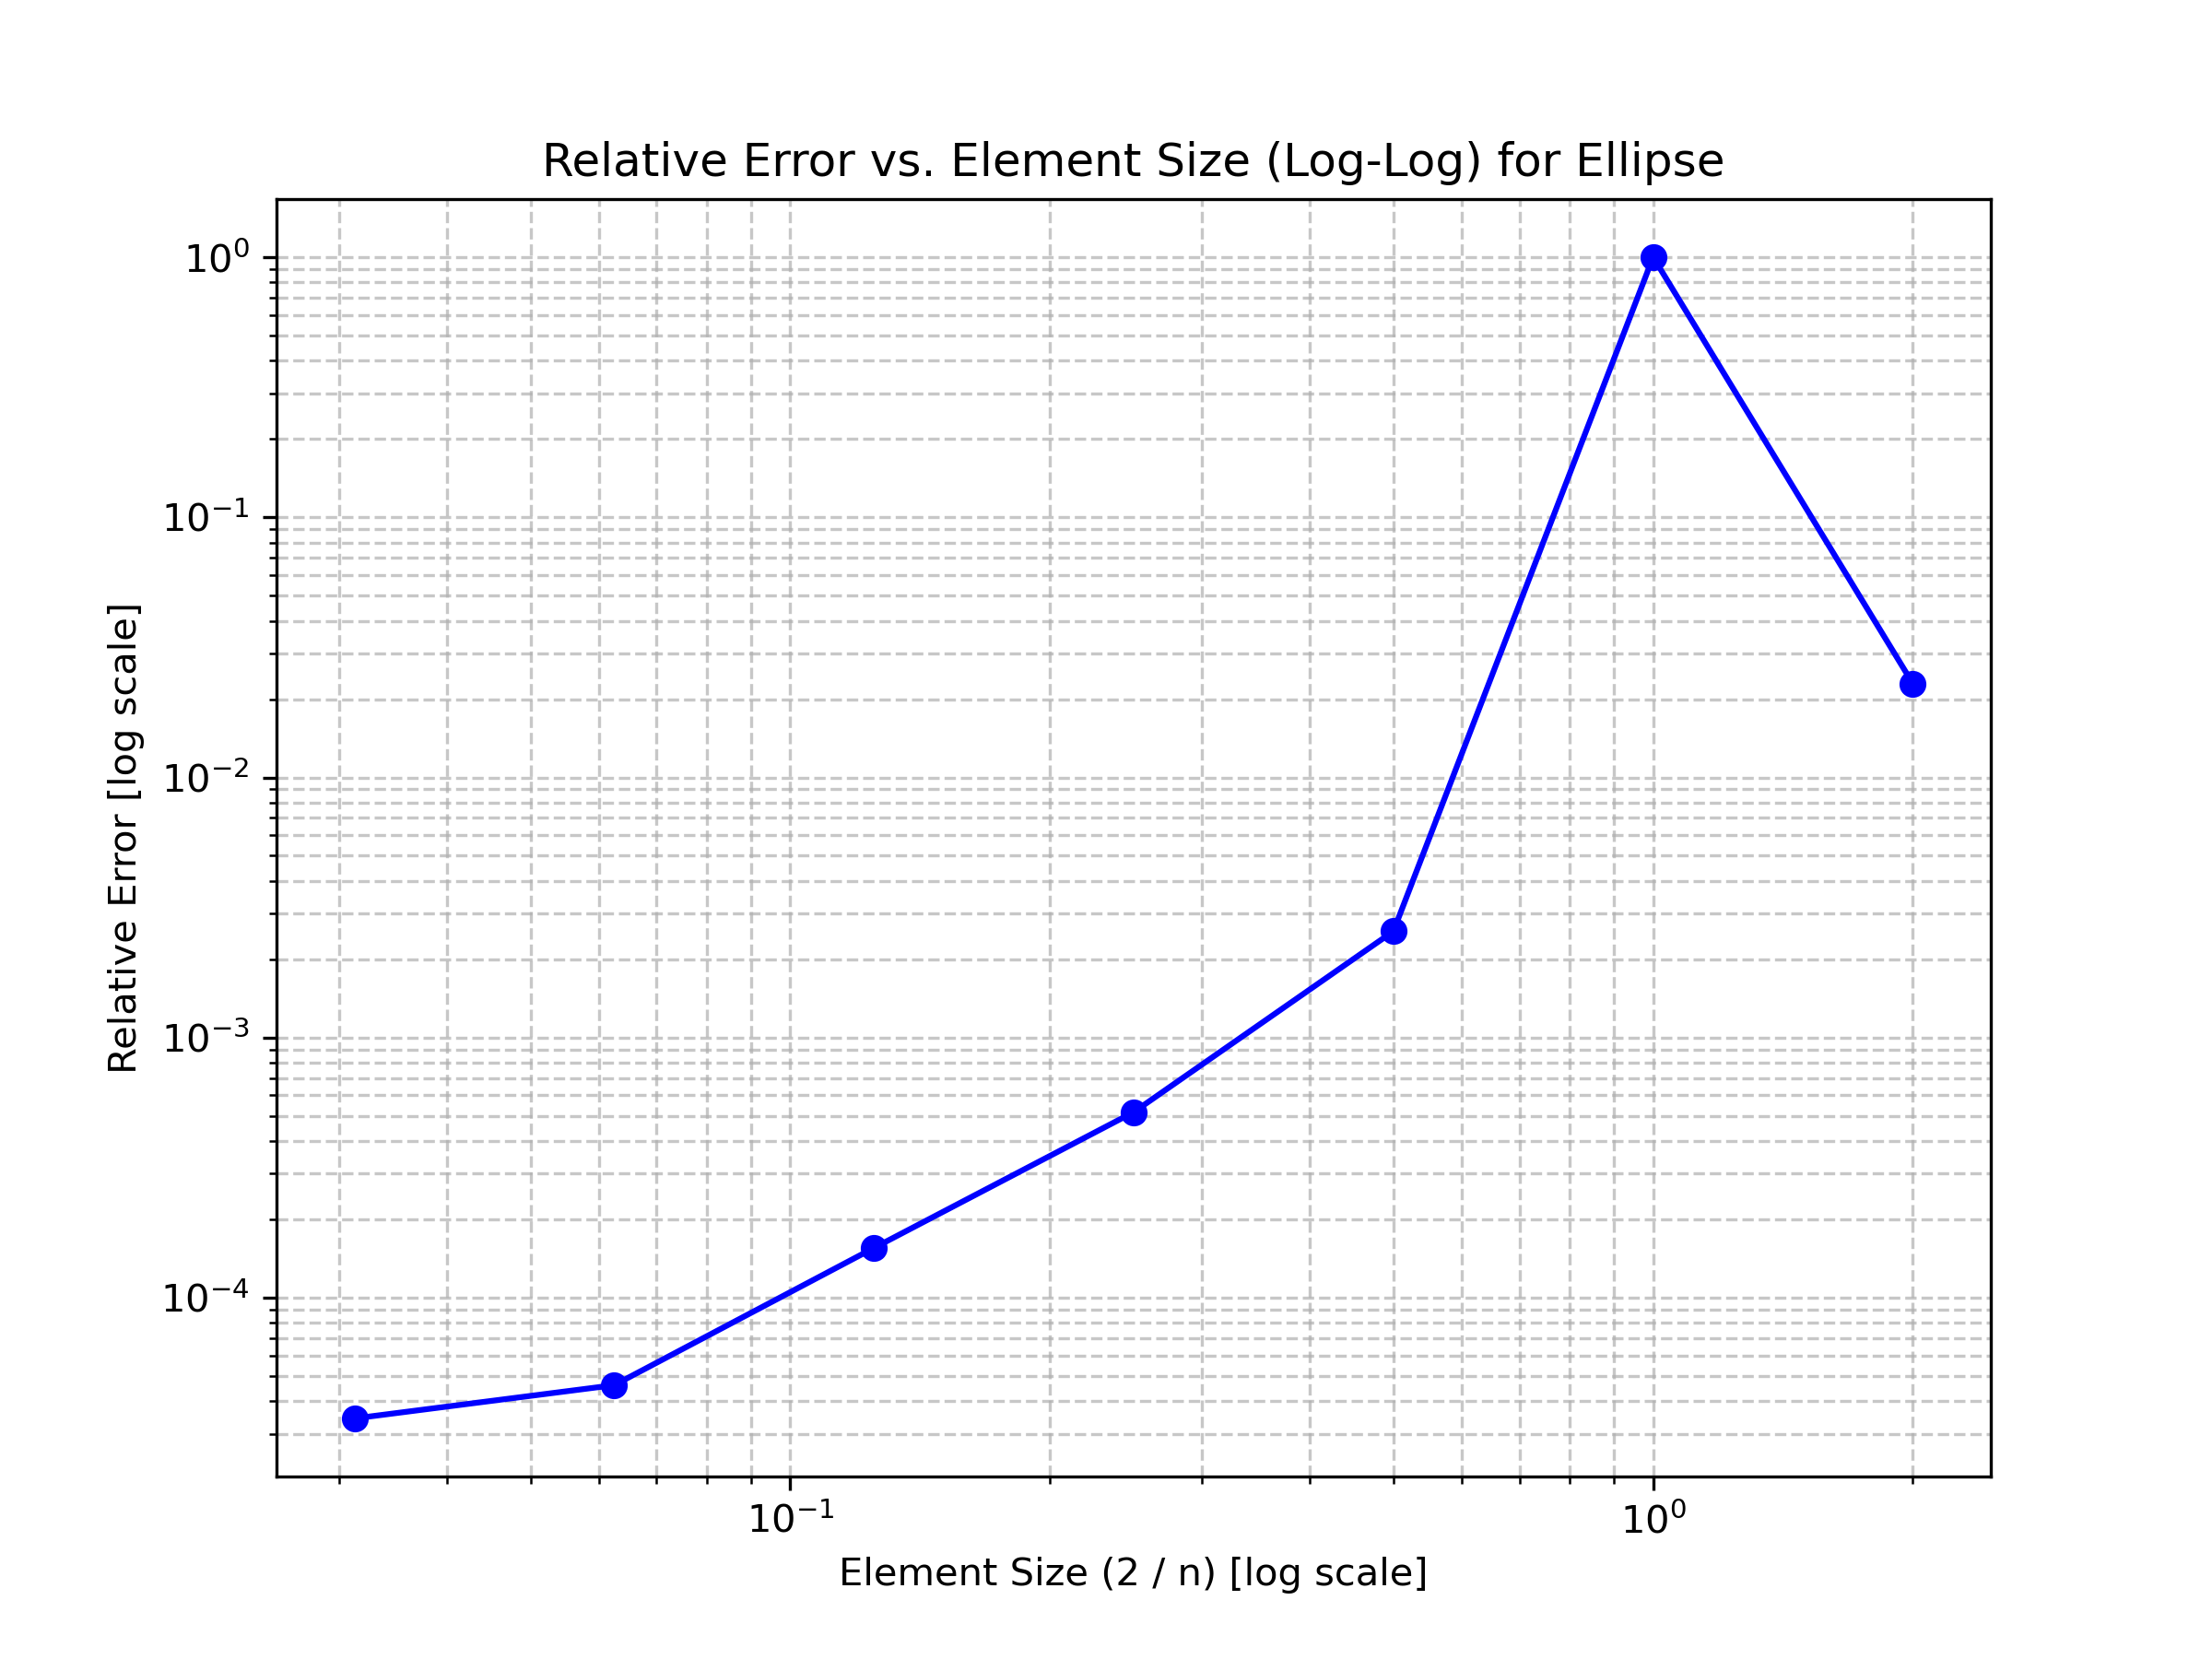 Relative Error vs. Element Size (Log-Log) for Ellipse
Relative Error [log scale]
10⁰
10⁻¹
10⁻²
10⁻³
10⁻⁴
10⁻¹
10⁰
Element Size (2 / n) [log scale]